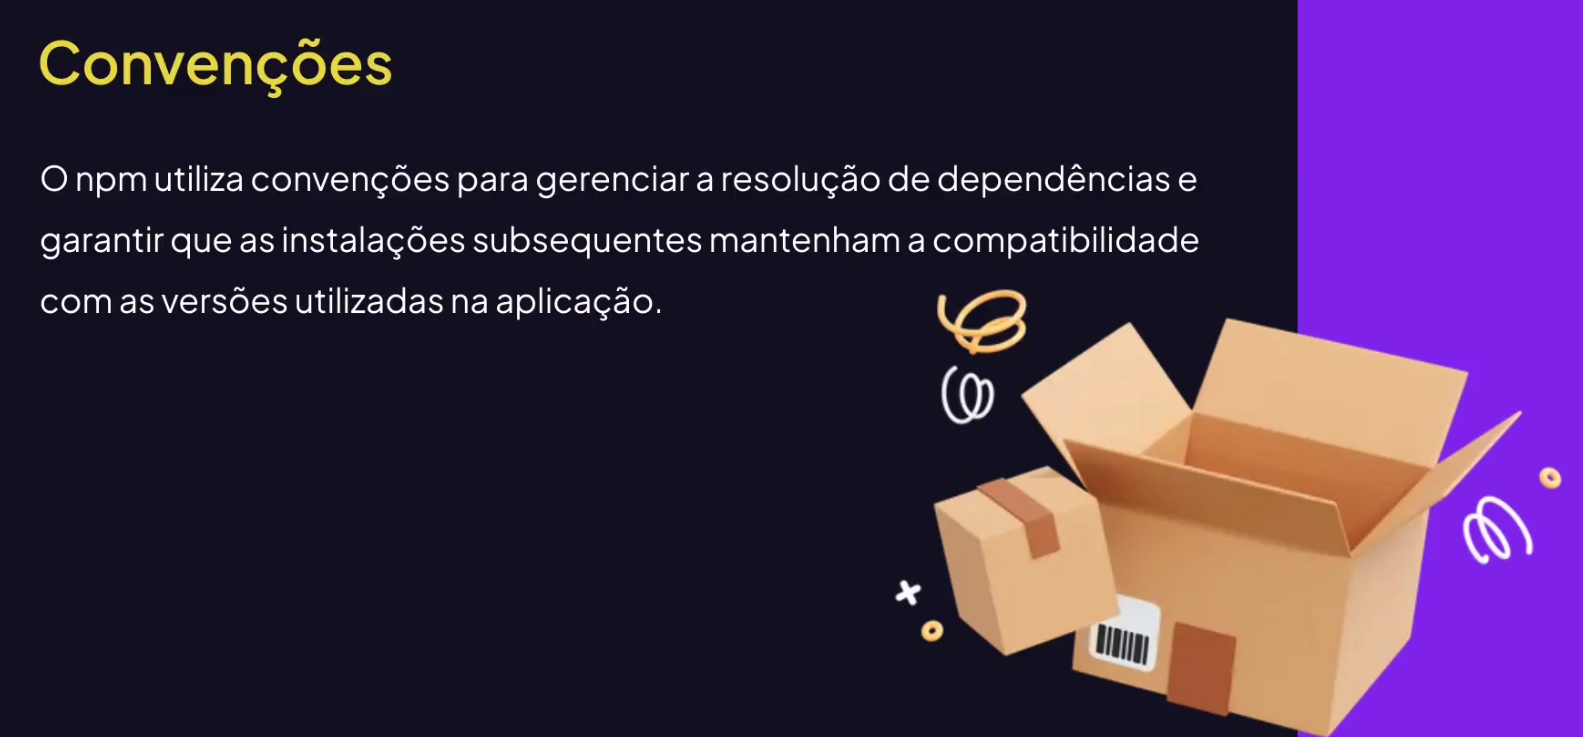 Convenções
O npm utiliza convenções para gerenciar a resolução de dependências e
garantir que as instalações subsequentes mantenham a compatibilidade
com as versões utilizadas na aplicação.